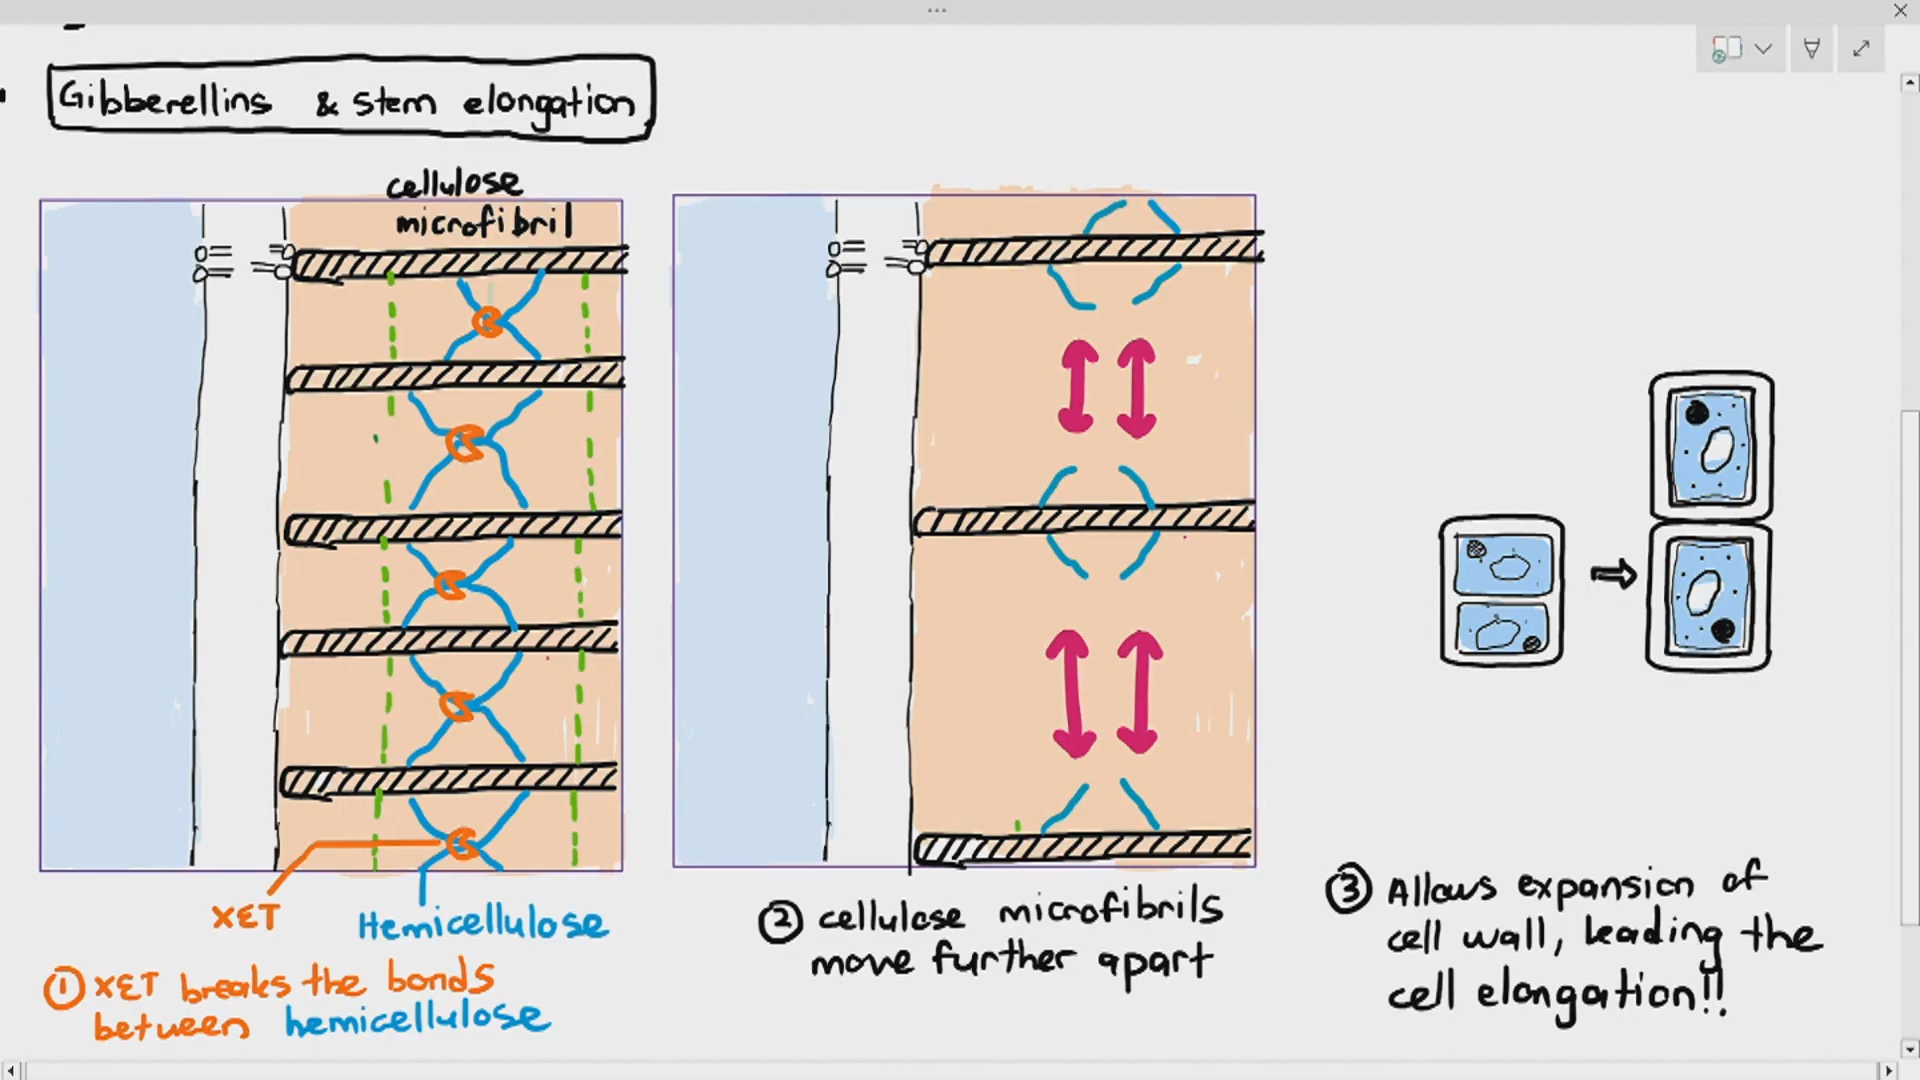 Gibberellins & stem elongation
cellulose
microfibril
XET
Hemicellulose
① XET breaks the bonds
between hemicellulose
② cellulose microfibrils
move further apart
③ Allows expansion of
cell wall, leading the
cell elongation!!